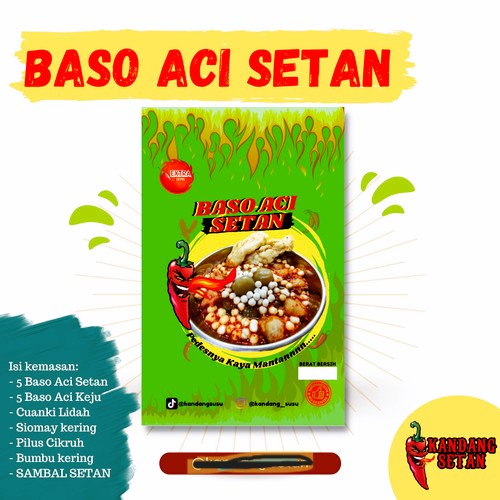 BASO ACI SETAN
EXTRA
BASO ACI
SETAN
Pedesnya Kaya Mantannnn.....
BERAT BERSIH
@kandangsusu
@kandang_susu
Isi kemasan:
- 5 Baso Aci Setan
- 5 Baso Aci Keju
- Cuanki Lidah
- Siomay kering
- Pilus Cikruh
- Bumbu kering
- SAMBAL SETAN
KANDANG
SETAN